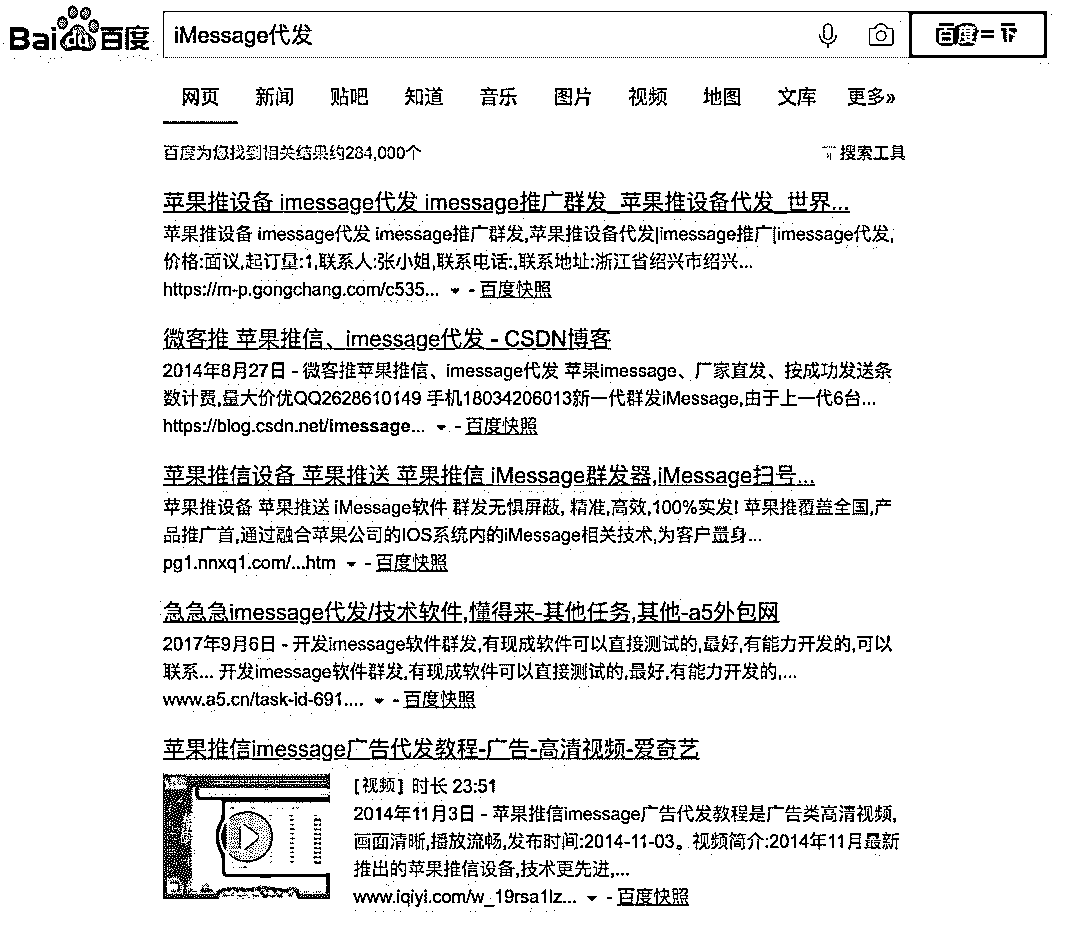 Bai du 百度
iMessage代发
百度一下
网页 新闻 贴吧 知道 音乐 图片 视频 地图 文库 更多»
百度为您找到相关结果约284,000个
搜索工具
苹果推设备 imessage代发 imessage推广群发_苹果推设备代发_世界...
苹果推设备 imessage代发 imessage推广群发,苹果推设备代发|imessage推广|imessage代发,
价格:面议,起订量:1,联系人:张小姐,联系电话:,联系地址:浙江省绍兴市绍兴...
https://m-p.gongchang.com/c535... - 百度快照
微客推 苹果推信、imessage代发 - CSDN博客
2014年8月27日 - 微客推苹果推信、imessage代发 苹果imessage、厂家直发、按成功发送条
数计费,量大价优QQ2628610149 手机18034206013新一代群发iMessage,由于上一代6台...
https://blog.csdn.net/imessage... - 百度快照
苹果推信设备 苹果推送 苹果推信 iMessage群发器,iMessage扫号...
苹果推设备 苹果推送 iMessage软件 群发无惧屏蔽, 精准,高效,100%实发! 苹果推覆盖全国,产
品推广首,通过融合苹果公司的IOS系统内的iMessage相关技术,为客户量身...
pg1.nnxq1.com/...htm - 百度快照
急急急imessage代发/技术软件,懂得来-其他任务,其他-a5外包网
2017年9月6日 - 开发imessage软件群发,有现成软件可以直接测试的,最好,有能力开发的,可以
联系... 开发imessage软件群发,有现成软件可以直接测试的,最好,有能力开发的,...
www.a5.cn/task-id-691.... - 百度快照
苹果推信imessage广告代发教程-广告-高清视频-爱奇艺
[视频] 时长 23:51
2014年11月3日 - 苹果推信imessage广告代发教程是广告类高清视频,
画面清晰,播放流畅,发布时间:2014-11-03。视频简介:2014年11月最新
推出的苹果推信设备,技术更先进,...
www.iqiyi.com/w_19rsa1lz... - 百度快照